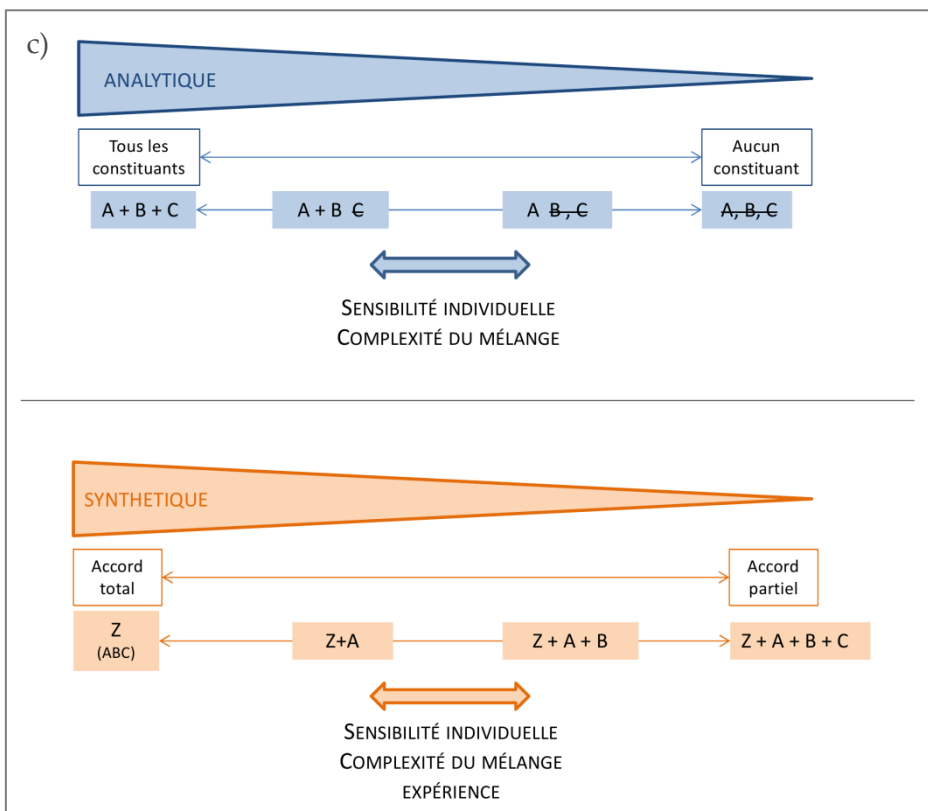 c)
ANALYTIQUE
Tous les
constituants
Aucun
constituant
A + B + C
A + B C
A B , C
A, B, C
SENSIBILITÉ INDIVIDUELLE
COMPLEXITÉ DU MÉLANGE
SYNTHETIQUE
Accord
total
Accord
partiel
Z
(ABC)
Z+A
Z + A + B
Z + A + B + C
SENSIBILITÉ INDIVIDUELLE
COMPLEXITÉ DU MÉLANGE
EXPÉRIENCE